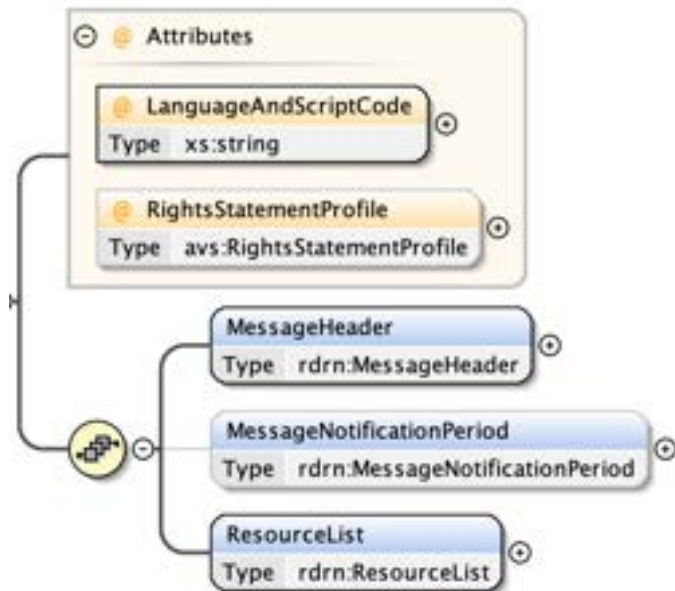 @ Attributes
@ LanguageAndScriptCode
Type xs:string
@ RightsStatementProfile
Type avs:RightsStatementProfile
MessageHeader
Type rdrn:MessageHeader
MessageNotificationPeriod
Type rdrn:MessageNotificationPeriod
ResourceList
Type rdrn:ResourceList